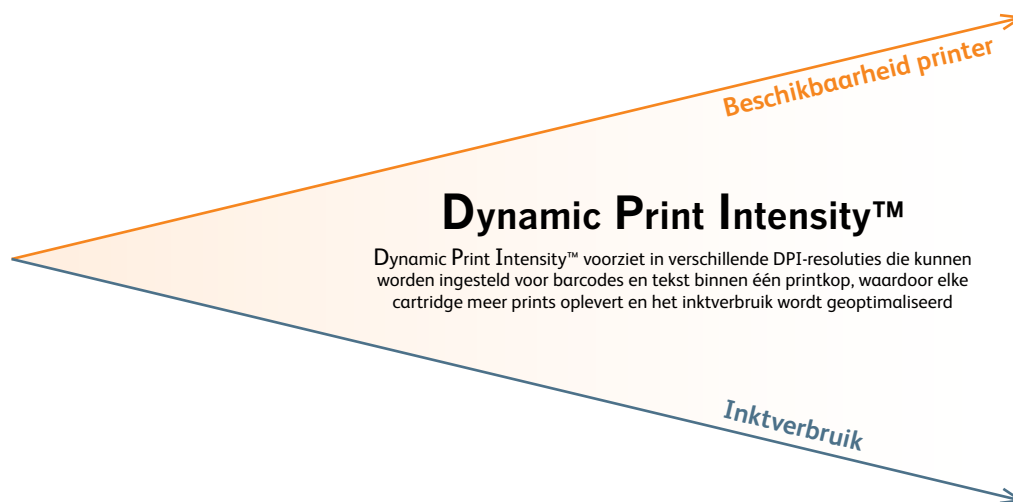 Beschikbaarheid printer
Dynamic Print Intensity™
Dynamic Print Intensity™ voorziet in verschillende DPI-resoluties die kunnen
worden ingesteld voor barcodes en tekst binnen één printkop, waardoor elke
cartridge meer prints oplevert en het inktverbruik wordt geoptimaliseerd
Inktverbruik